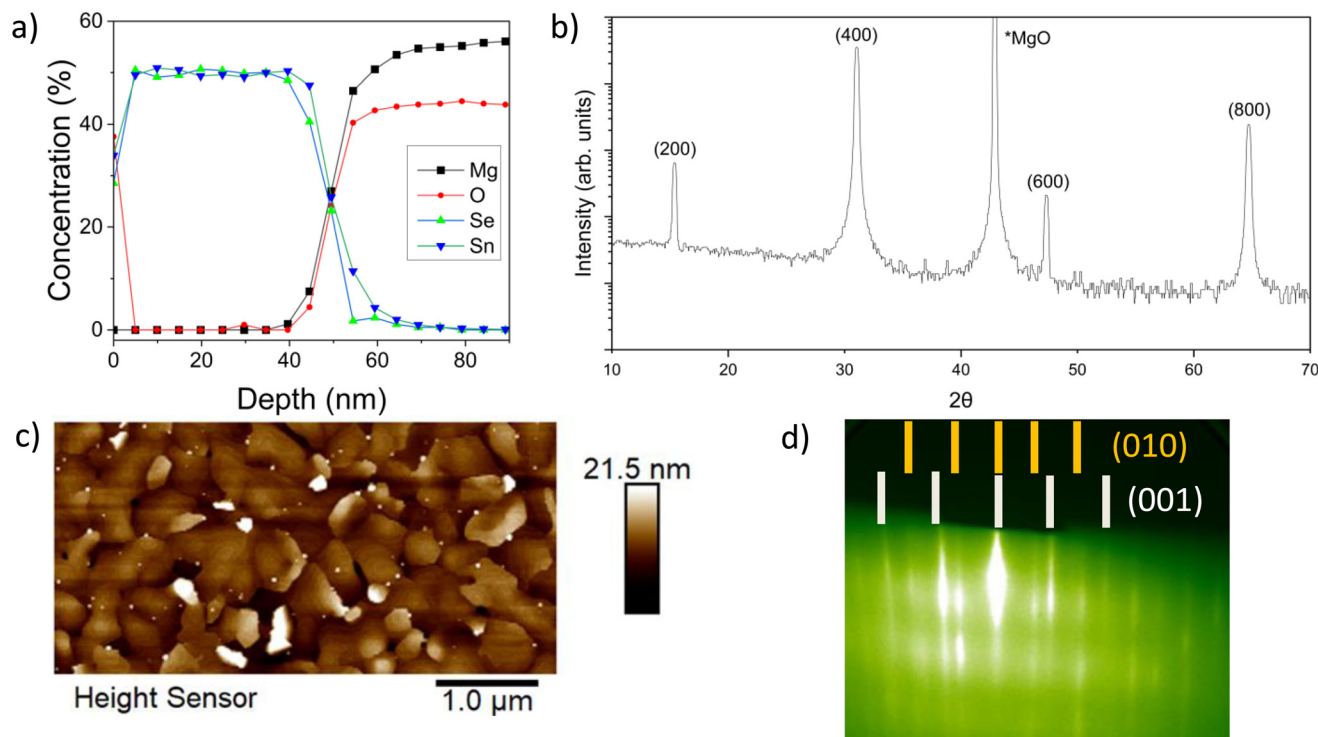 a)
60
40
20
0
Concentration (%)
Mg
O
Se
Sn
0 20 40 60 80
Depth (nm)
b)
Intensity (arb. units)
(200)
(400)
*MgO
(600)
(800)
10 20 30 40 50 60 70
2θ
c)
21.5 nm
Height Sensor
1.0 µm
d)
(010)
(001)